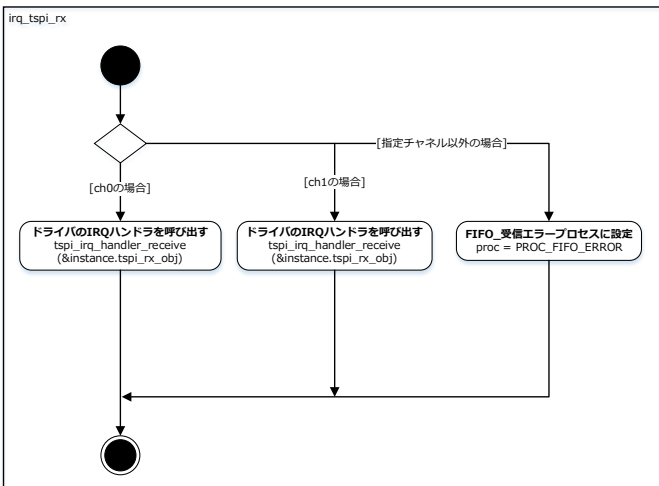 irq_tspi_rx
[指定チャネル以外の場合]
[ch0の場合]
[ch1の場合]
ドライバのIRQハンドラを呼び出す
tspi_irq_handler_receive
(&instance.tspi_rx_obj)
ドライバのIRQハンドラを呼び出す
tspi_irq_handler_receive
(&instance.tspi_rx_obj)
FIFO_受信エラープロセスに設定
proc = PROC_FIFO_ERROR